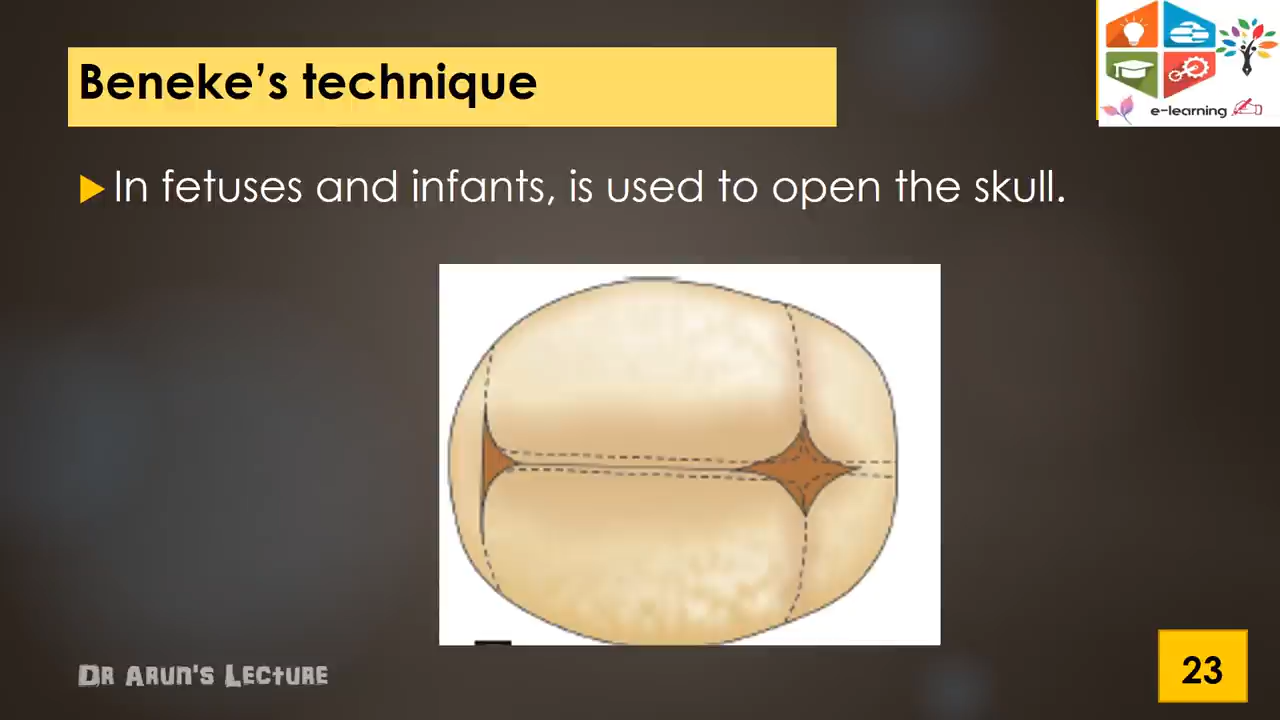 Beneke’s technique
In fetuses and infants, is used to open the skull.
e-learning
Dr Arun's Lecture
23